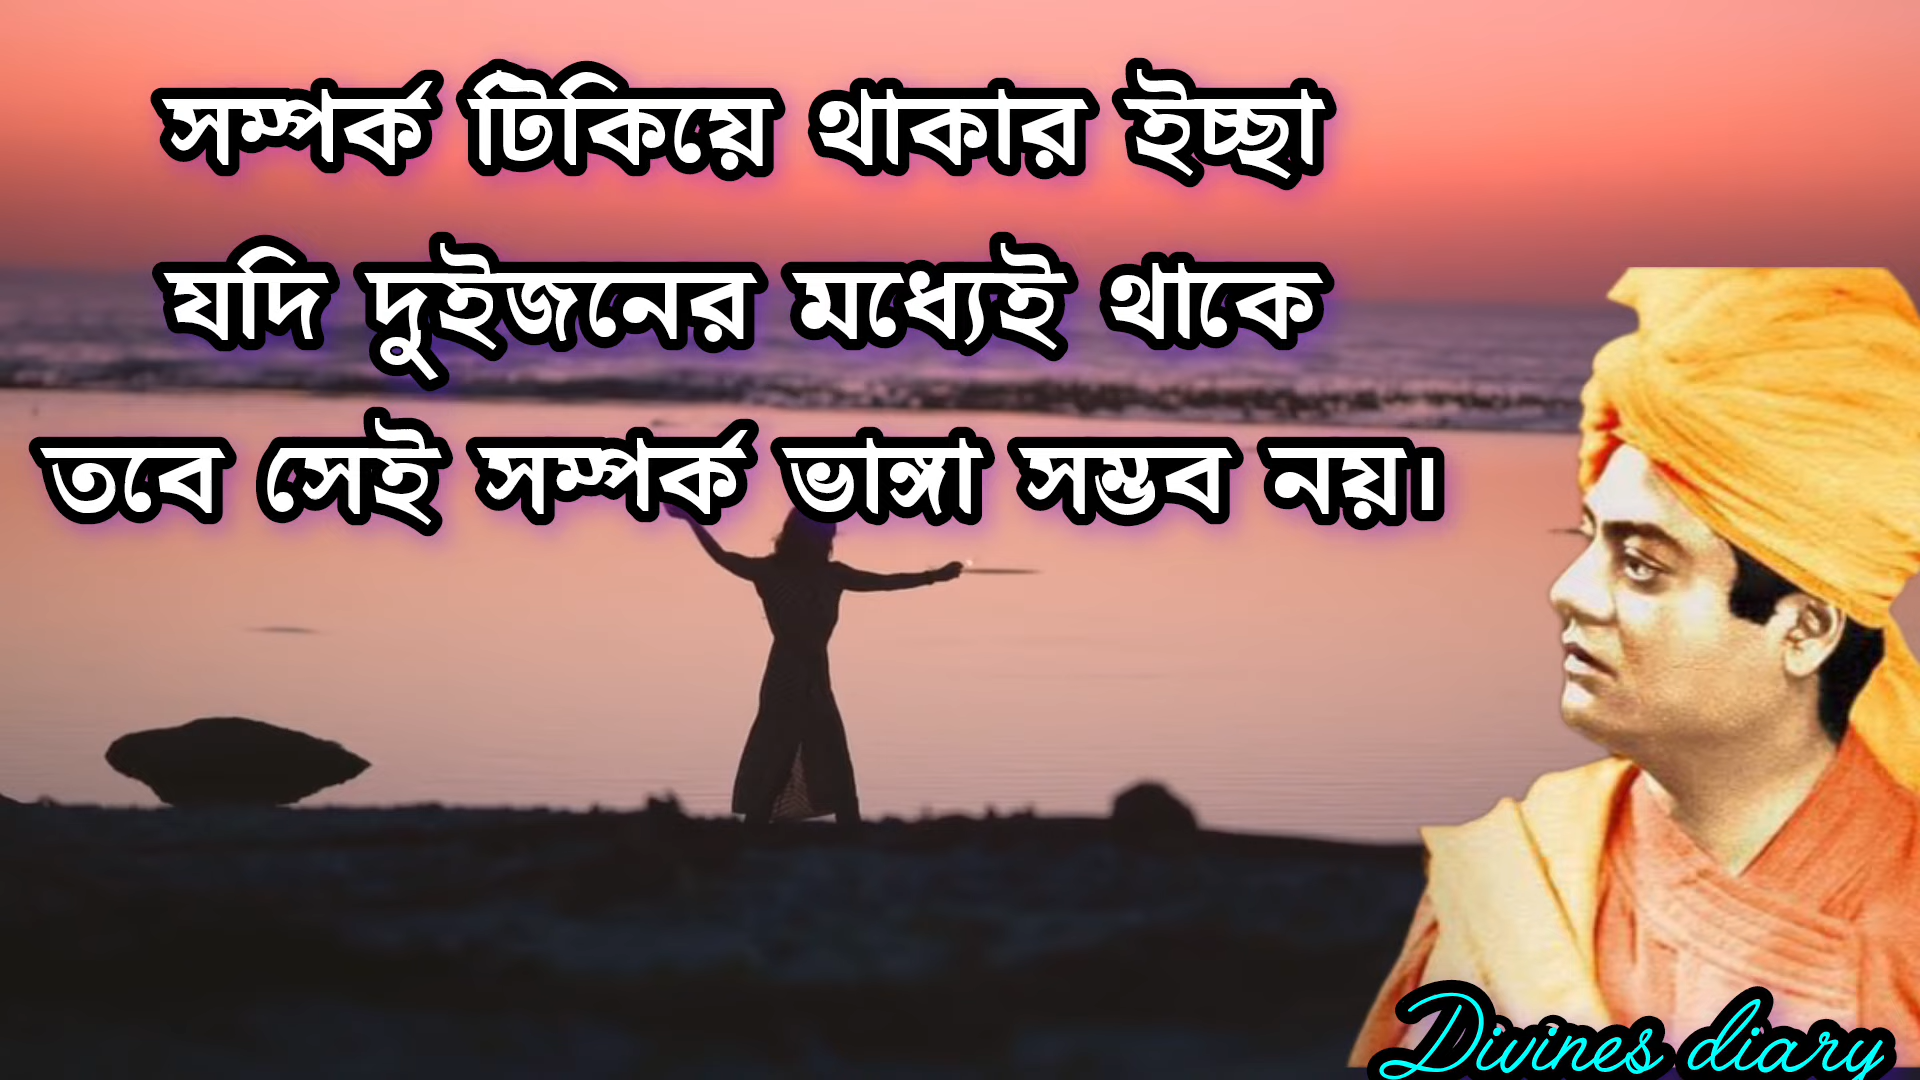 সম্পর্ক টিকিয়ে থাকার ইচ্ছা
যদি দুইজনের মধ্যেই থাকে
তবে সেই সম্পর্ক ভাঙ্গা সম্ভব নয়।
Divines diary